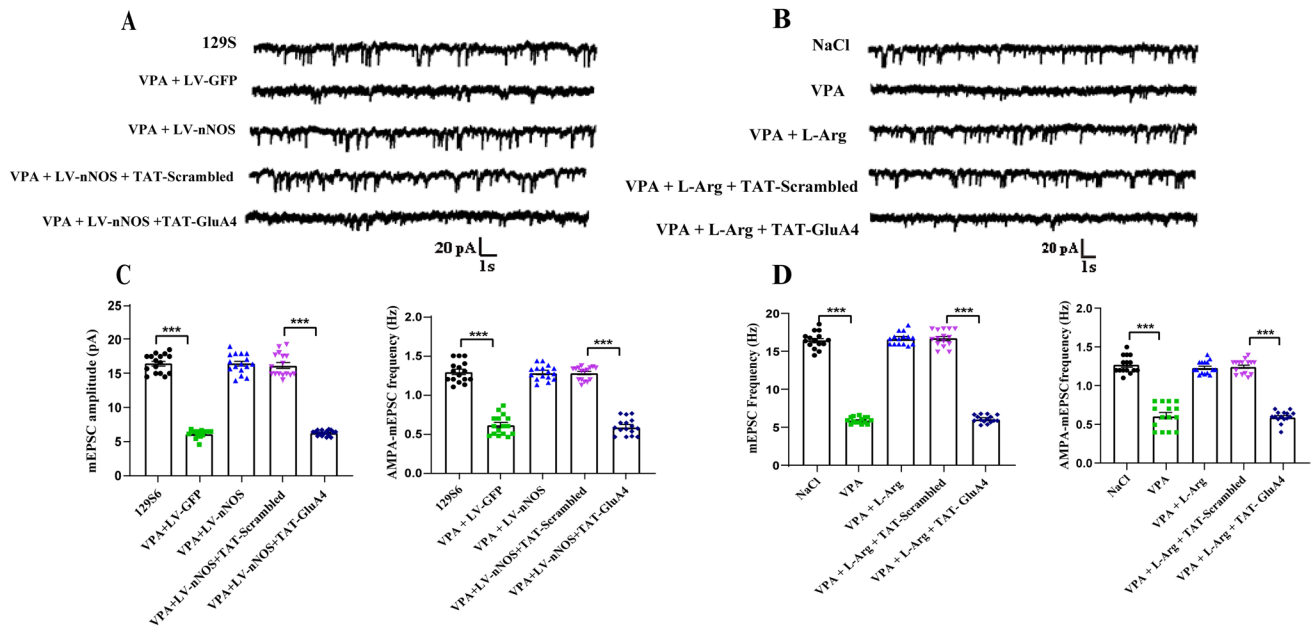 A
129S
VPA + LV-GFP
VPA + LV-nNOS
VPA + LV-nNOS + TAT-Scrambled
VPA + LV-nNOS +TAT-GluA4
20 pA
1s
B
NaCl
VPA
VPA + L-Arg
VPA + L-Arg + TAT-Scrambled
VPA + L-Arg + TAT-GluA4
20 pA
1s
C
mEPSC amplitude (pA)
25
20
15
10
5
0
***
***
129S6
VPA+LV-GFP
VPA+LV-nNOS
VPA+LV-nNOS+TAT-Scrambled
VPA+LV-nNOS+TAT-GluA4
AMPA-mEPSC frequency (Hz)
2.0
1.5
1.0
0.5
0.0
***
***
129S6
VPA + LV-GFP
VPA + LV-nNOS
VPA+LV-nNOS+TAT-Scrambled
VPA+LV-nNOS+TAT-GluA4
D
mEPSC Frequency (Hz)
20
15
10
5
0
***
***
NaCl
VPA
VPA + L-Arg
VPA + L-Arg + TAT-Scrambled
VPA + L-Arg + TAT- GluA4
AMPA-mEPSCfrequency (Hz)
2.0
1.5
1.0
0.5
0.0
***
***
NaCl
VPA
VPA + L-Arg
VPA + L-Arg + TAT-Scrambled
VPA + L-Arg + TAT- GluA4